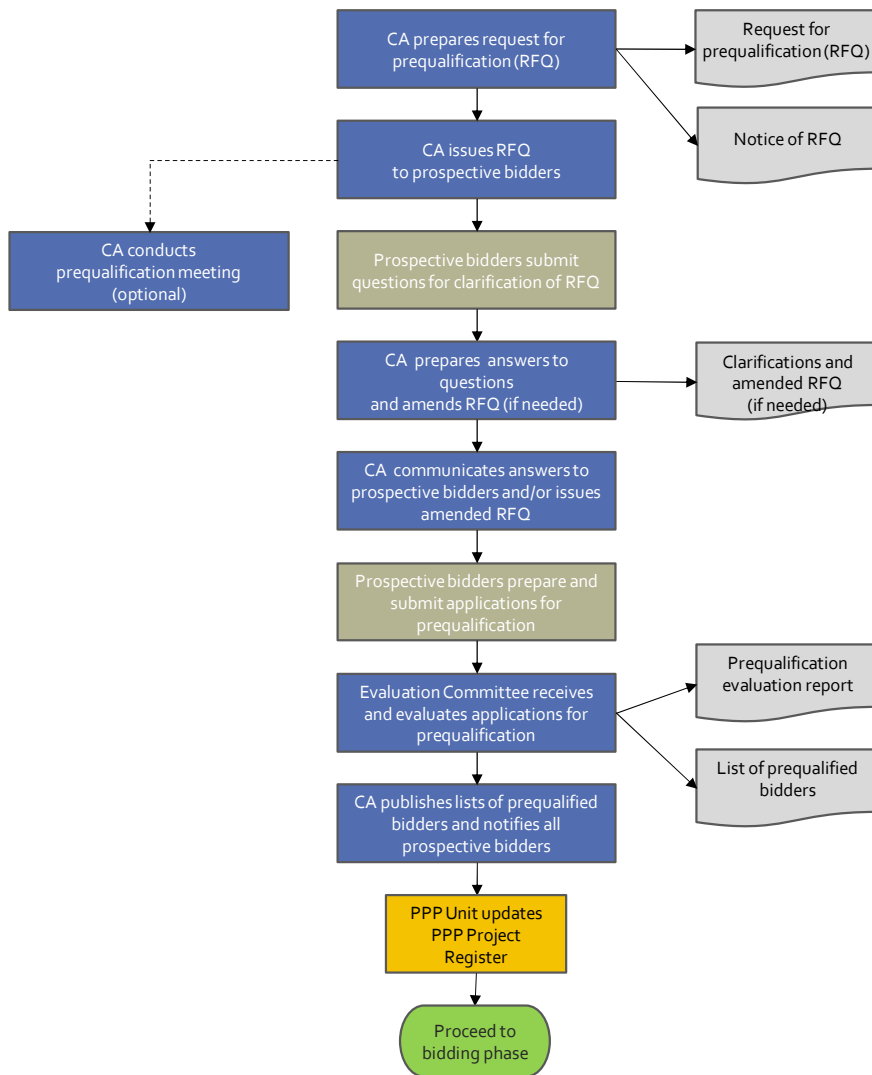 CA prepares request for
prequalification (RFQ)
Request for
prequalification (RFQ)
Notice of RFQ
CA issues RFQ
to prospective bidders
CA conducts
prequalification meeting
(optional)
Prospective bidders submit
questions for clarification of RFQ
CA prepares answers to
questions
and amends RFQ (if needed)
Clarifications and
amended RFQ
(if needed)
CA communicates answers to
prospective bidders and/or issues
amended RFQ
Prospective bidders prepare and
submit applications for
prequalification
Evaluation Committee receives
and evaluates applications for
prequalification
Prequalification
evaluation report
List of prequalified
bidders
CA publishes lists of prequalified
bidders and notifies all
prospective bidders
PPP Unit updates
PPP Project
Register
Proceed to
bidding phase